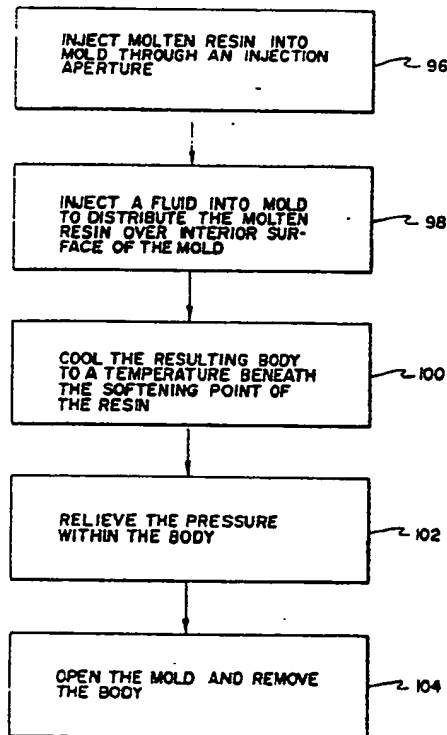 INJECT MOLTEN RESIN INTO
MOLD THROUGH AN INJECTION
APERTURE
96
INJECT A FLUID INTO MOLD
TO DISTRIBUTE THE MOLTEN
RESIN OVER INTERIOR SUR-
FACE OF THE MOLD
98
COOL THE RESULTING BODY
TO A TEMPERATURE BENEATH
THE SOFTENING POINT OF
THE RESIN
100
RELIEVE THE PRESSURE
WITHIN THE BODY
102
OPEN THE MOLD AND REMOVE
THE BODY
104